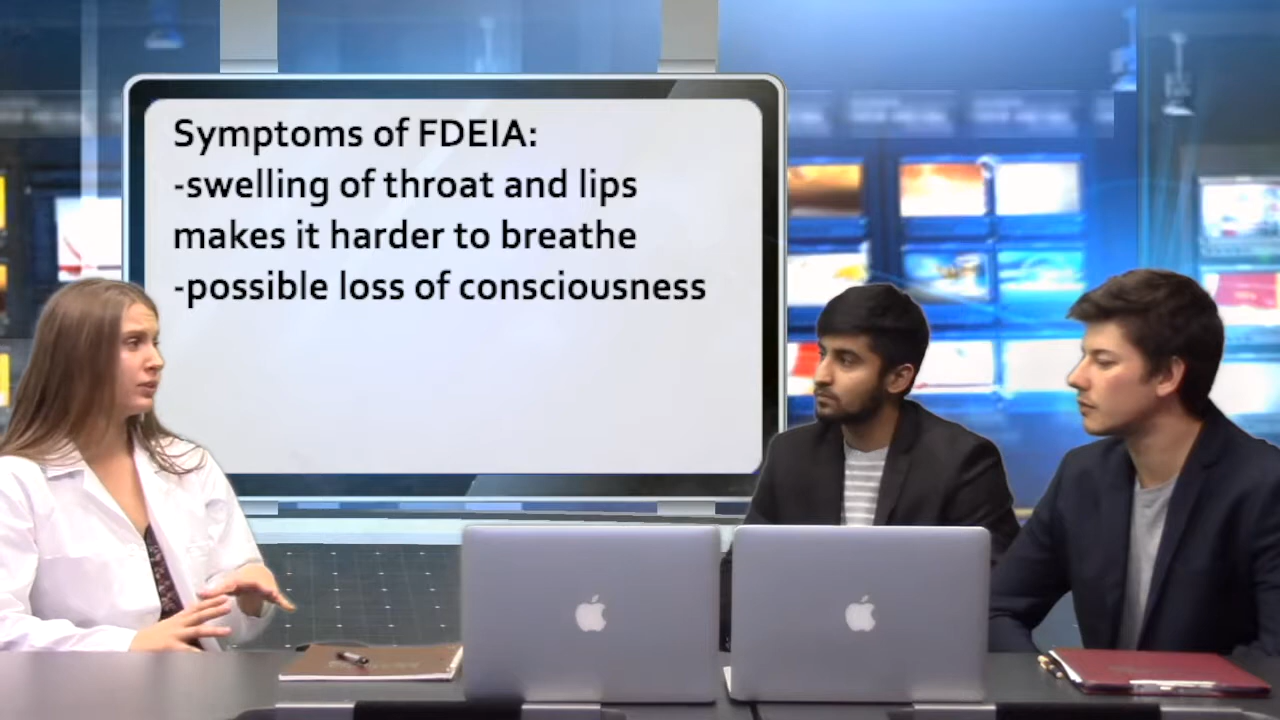 Symptoms of FDEIA:
-swelling of throat and lips
makes it harder to breathe
-possible loss of consciousness